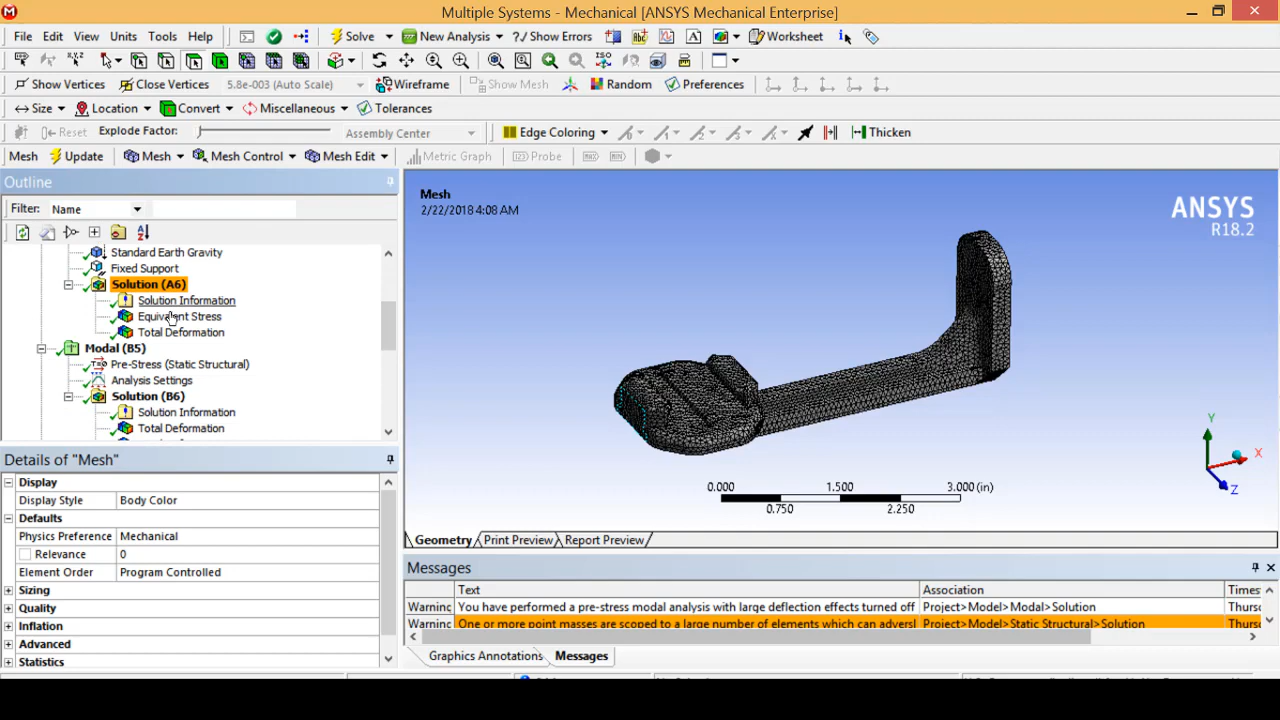 Multiple Systems - Mechanical [ANSYS Mechanical Enterprise]
File Edit View Units Tools Help Solve New Analysis ?/ Show Errors Worksheet
Show Vertices Close Vertices 5.8e-003 (Auto Scale) Wireframe Show Mesh Random Preferences
Size Location Convert Miscellaneous Tolerances
Reset Explode Factor: Assembly Center Edge Coloring Thicken
Mesh Update Mesh Mesh Control Mesh Edit Metric Graph Probe
Outline
Filter: Name
Standard Earth Gravity
Fixed Support
Solution (A6)
Solution Information
Equivalent Stress
Total Deformation
Modal (B5)
Pre-Stress (Static Structural)
Analysis Settings
Solution (B6)
Solution Information
Total Deformation
Details of "Mesh"
Display
Display Style Body Color
Defaults
Physics Preference Mechanical
Relevance 0
Element Order Program Controlled
Sizing
Quality
Inflation
Advanced
Statistics
Mesh
2/22/2018 4:08 AM
ANSYS
R18.2
Y
X
Z
0.000 1.500 3.000 (in)
0.750 2.250
Geometry Print Preview Report Preview
Messages
Text Association Times
Warninc You have performed a pre-stress modal analysis with large deflection effects turned off Project>Model>Modal>Solution Thursc
Warninc One or more point masses are scoped to a large number of elements which can adversl Project>Model>Static Structural>Solution Thursc
Graphics Annotations Messages